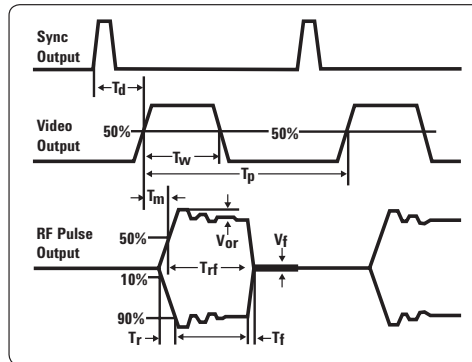 Sync
Output
Td
Video
Output
50%
50%
Tw
Tp
Tm
RF Pulse
Output
50%
Vor
Vf
Trf
10%
90%
Tr
Tf